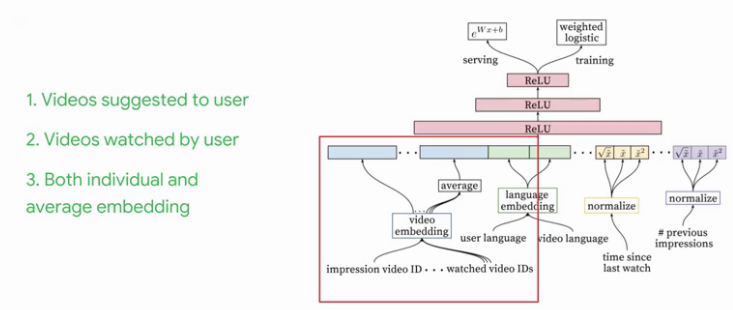 1. Videos suggested to user
2. Videos watched by user
3. Both individual and
average embedding
e^{Wx+b}
weighted
logistic
serving
training
ReLU
ReLU
ReLU
...
...
...
√x̃ x̃ x̃²
√x̃ x̃ x̃²
average
video
embedding
language
embedding
normalize
normalize
user language
video language
# previous
impressions
time since
last watch
impression video ID
...
watched video IDs